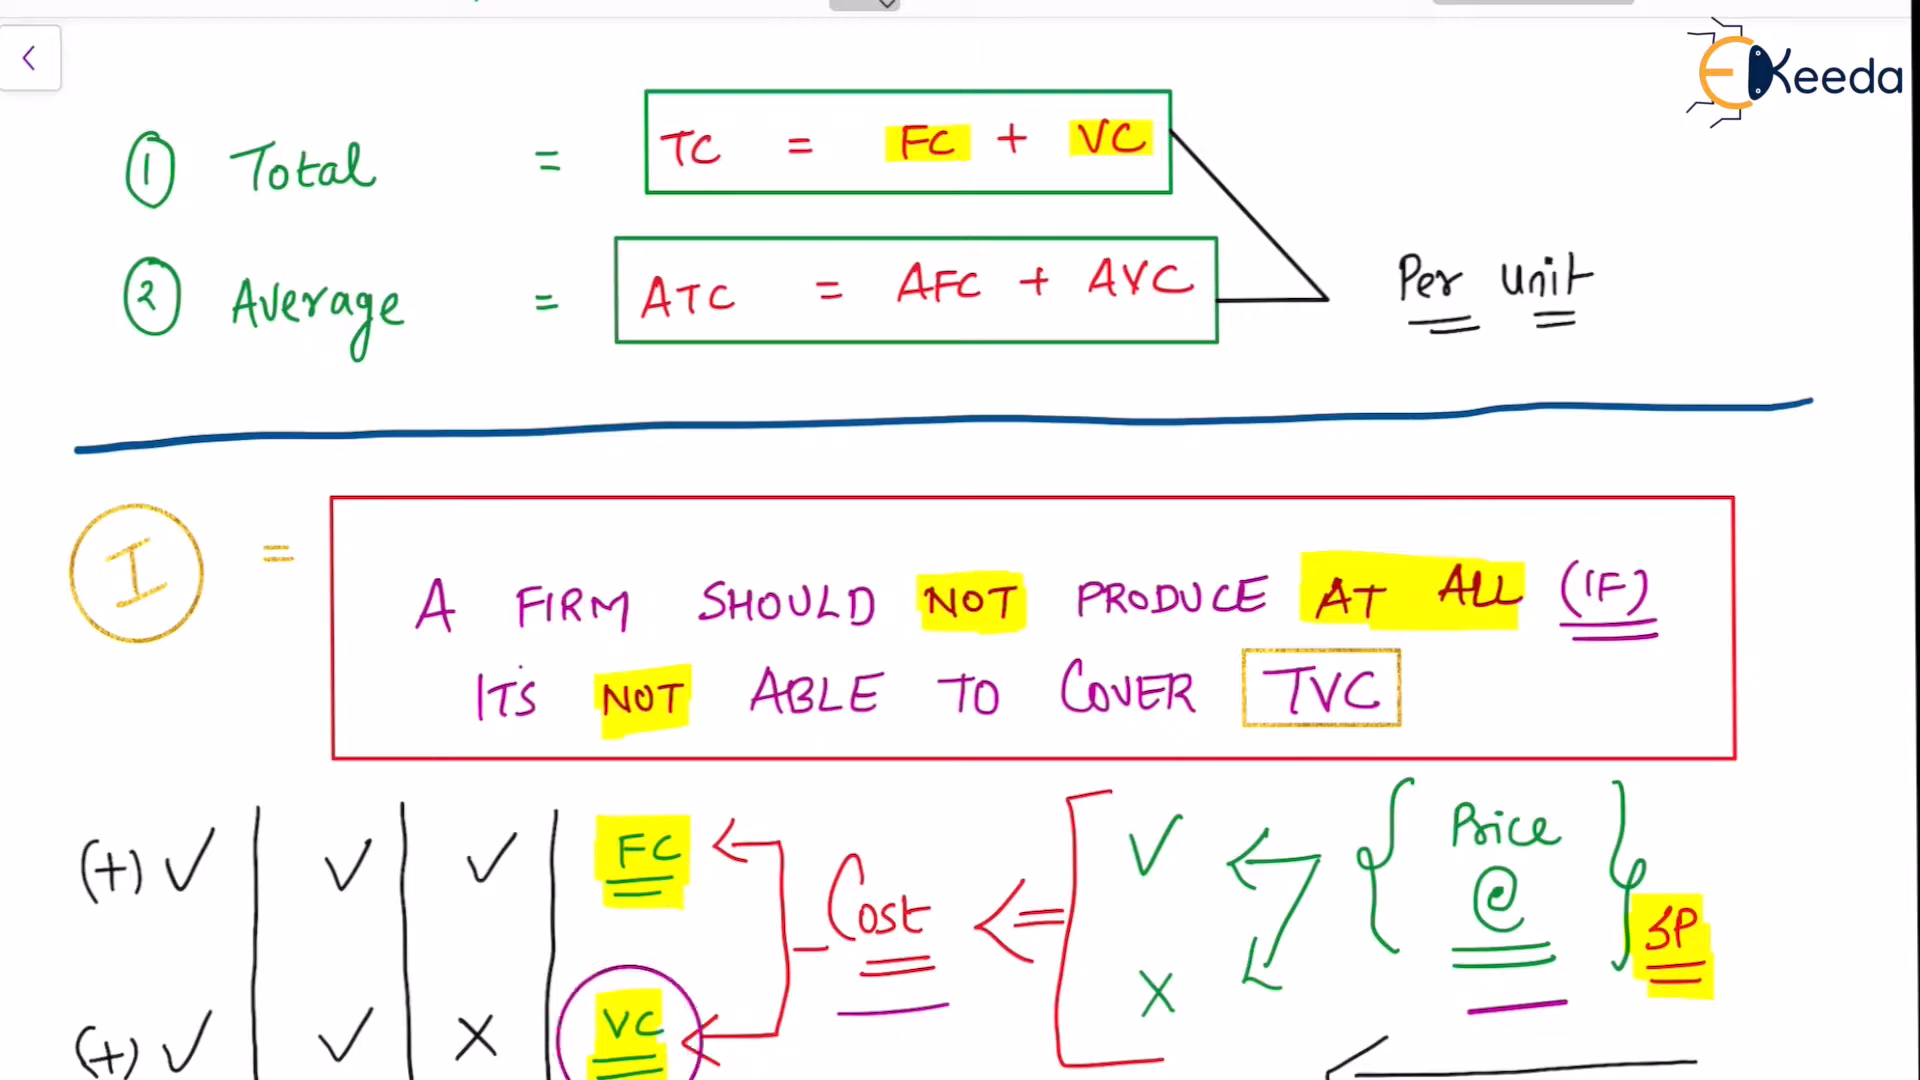 EKeeda
① Total = TC = FC + VC
② Average = ATC = AFC + AVC
Per unit
I =
A FIRM SHOULD NOT PRODUCE AT ALL (IF)
ITS NOT ABLE TO COVER TVC
(+) ✓ ✓ ✓ FC ✓ Price
Cost @ SP
(+) ✓ ✓ X VC X